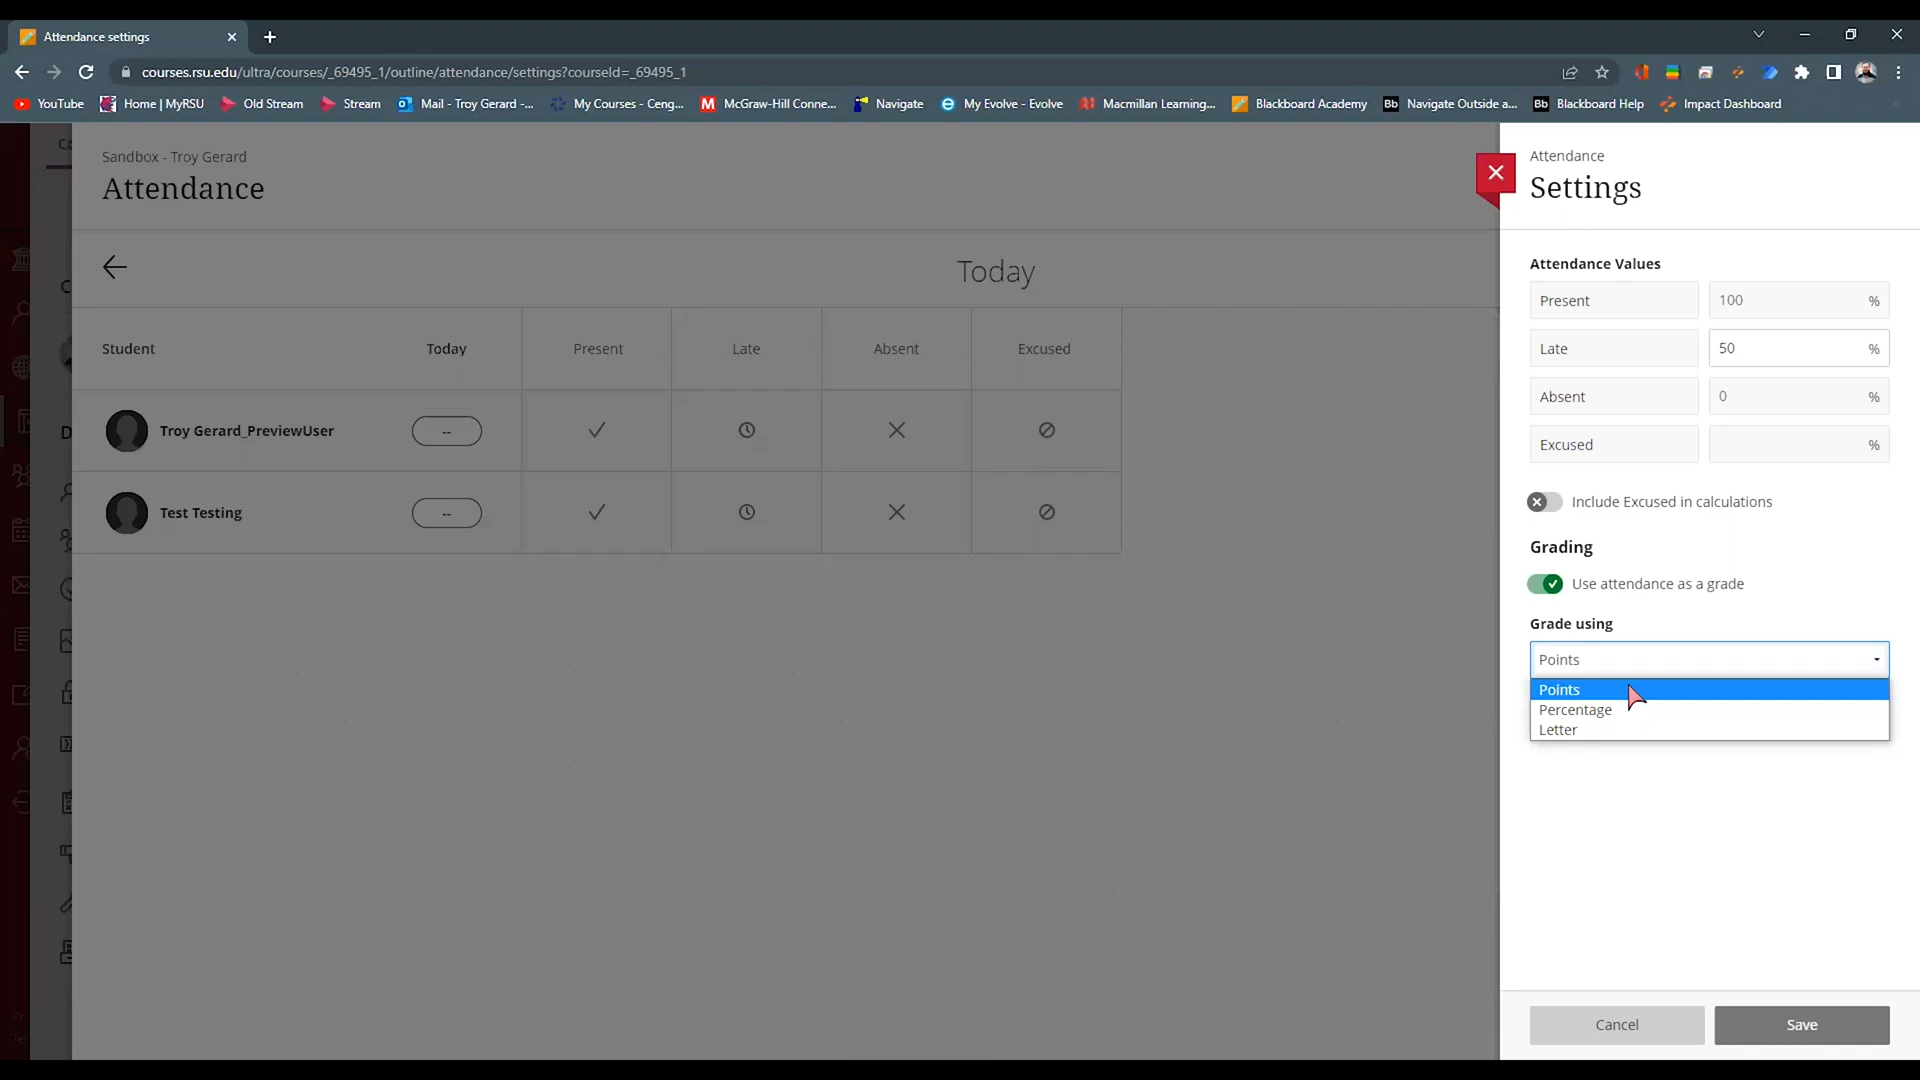 Attendance settings
courses.rsu.edu/ultra/courses/_69495_1/outline/attendance/settings?courseId=_69495_1
YouTube Home | MyRSU Old Stream Stream Mail - Troy Gerard -... My Courses - Ceng... McGraw-Hill Conne... Navigate My Evolve - Evolve Macmillan Learning... Blackboard Academy Navigate Outside a... Blackboard Help Impact Dashboard
Sandbox - Troy Gerard
Attendance
Today
Student Today Present Late Absent Excused
Troy Gerard_PreviewUser --
Test Testing --
Attendance
Settings
Attendance Values
Present 100 %
Late 50 %
Absent 0 %
Excused %
Include Excused in calculations
Grading
Use attendance as a grade
Grade using
Points
Points
Percentage
Letter
Cancel Save